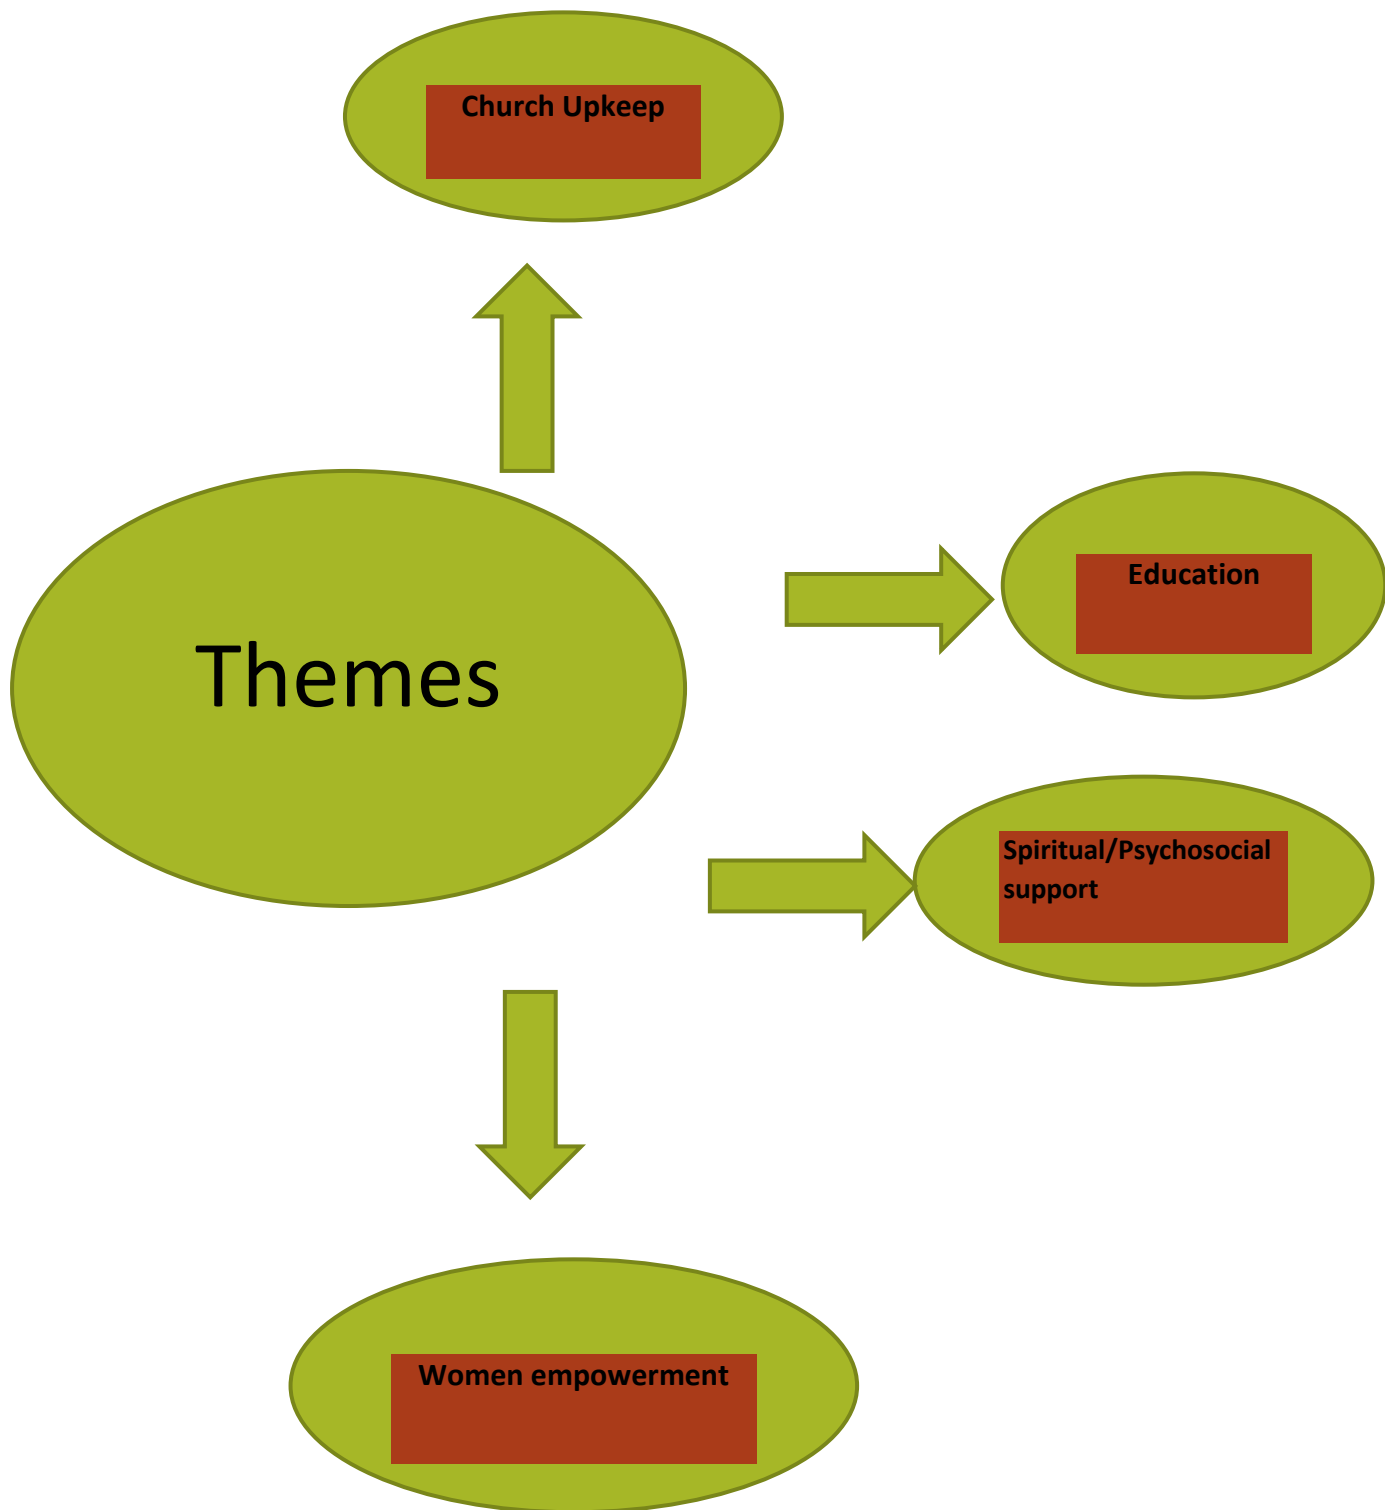 Church Upkeep
Education
Themes
Spiritual/Psychosocial
support
Women empowerment